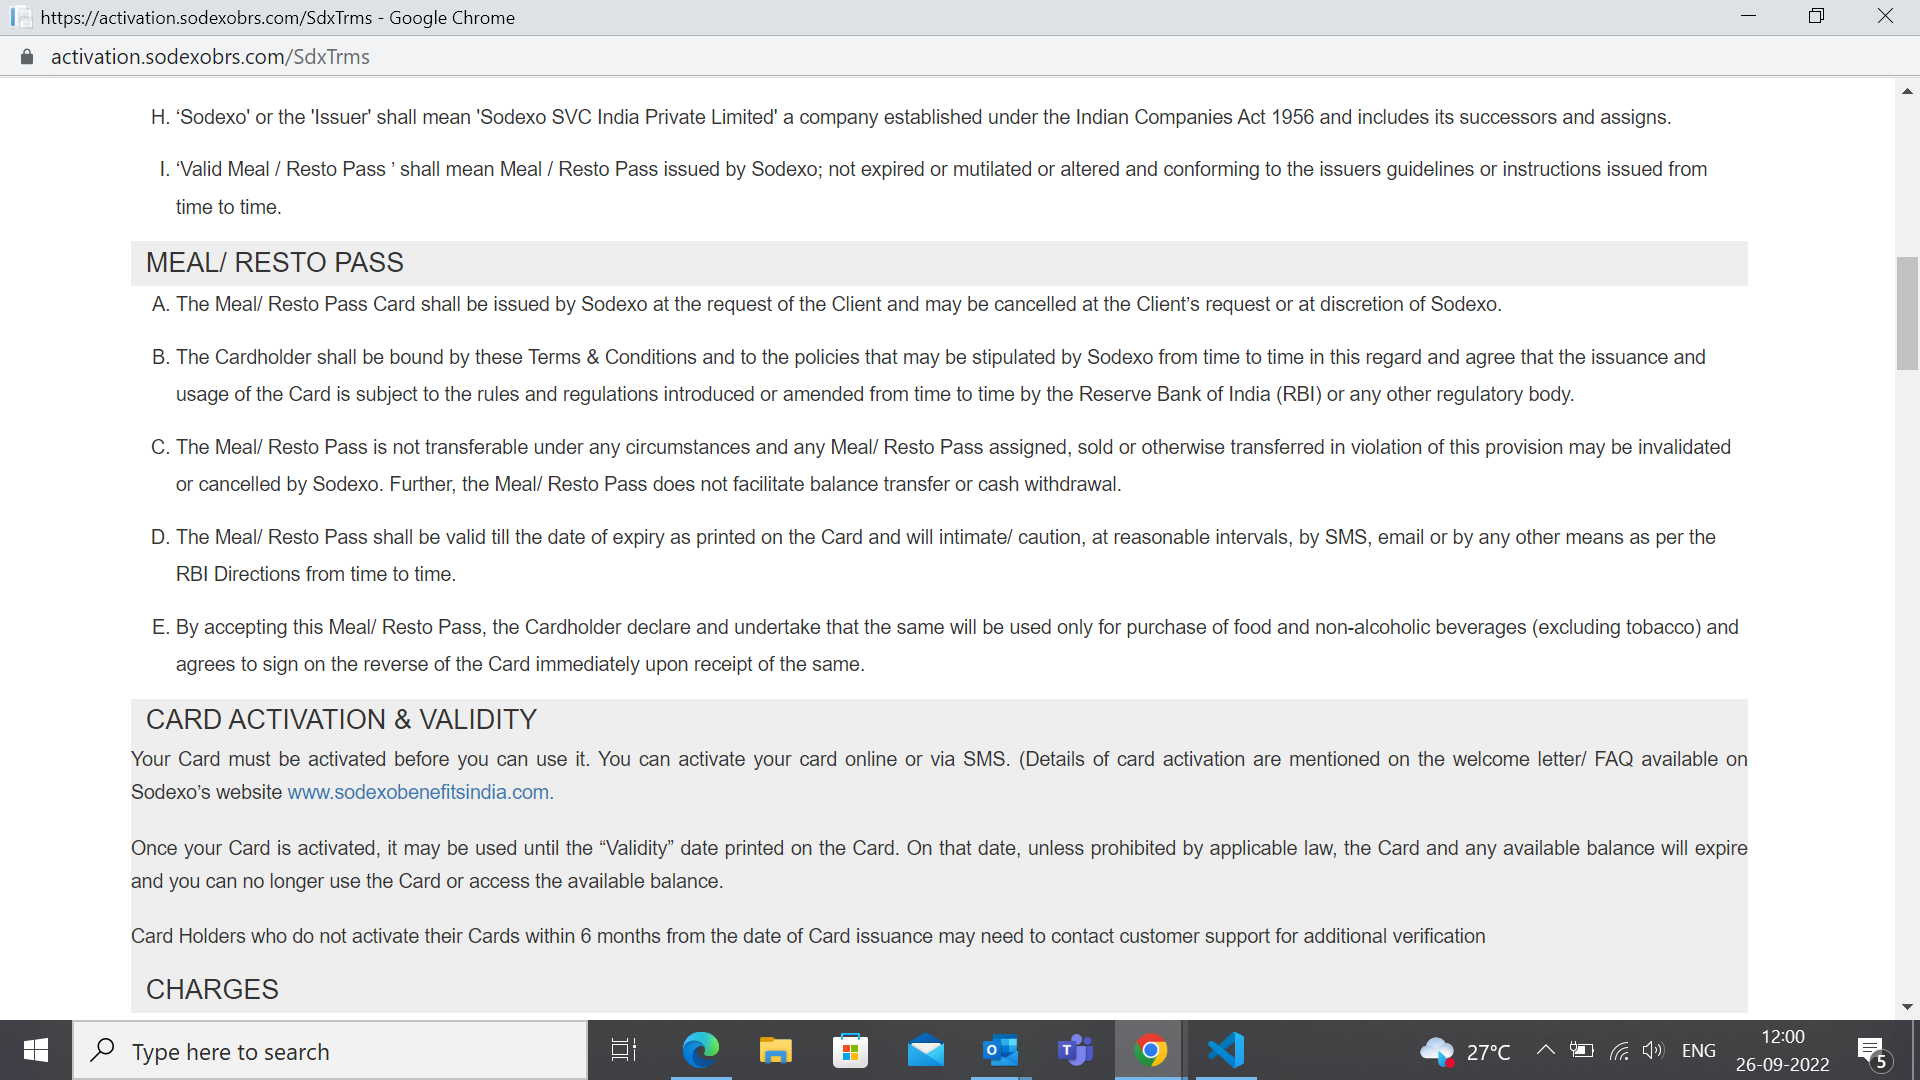 https://activation.sodexobrs.com/SdxTrms - Google Chrome
activation.sodexobrs.com/SdxTrms
H. ‘Sodexo' or the 'Issuer' shall mean 'Sodexo SVC India Private Limited' a company established under the Indian Companies Act 1956 and includes its successors and assigns.
I. ‘Valid Meal / Resto Pass ’ shall mean Meal / Resto Pass issued by Sodexo; not expired or mutilated or altered and conforming to the issuers guidelines or instructions issued from
time to time.
MEAL/ RESTO PASS
A. The Meal/ Resto Pass Card shall be issued by Sodexo at the request of the Client and may be cancelled at the Client’s request or at discretion of Sodexo.
B. The Cardholder shall be bound by these Terms & Conditions and to the policies that may be stipulated by Sodexo from time to time in this regard and agree that the issuance and
usage of the Card is subject to the rules and regulations introduced or amended from time to time by the Reserve Bank of India (RBI) or any other regulatory body.
C. The Meal/ Resto Pass is not transferable under any circumstances and any Meal/ Resto Pass assigned, sold or otherwise transferred in violation of this provision may be invalidated
or cancelled by Sodexo. Further, the Meal/ Resto Pass does not facilitate balance transfer or cash withdrawal.
D. The Meal/ Resto Pass shall be valid till the date of expiry as printed on the Card and will intimate/ caution, at reasonable intervals, by SMS, email or by any other means as per the
RBI Directions from time to time.
E. By accepting this Meal/ Resto Pass, the Cardholder declare and undertake that the same will be used only for purchase of food and non-alcoholic beverages (excluding tobacco) and
agrees to sign on the reverse of the Card immediately upon receipt of the same.
CARD ACTIVATION & VALIDITY
Your Card must be activated before you can use it. You can activate your card online or via SMS. (Details of card activation are mentioned on the welcome letter/ FAQ available on
Sodexo’s website www.sodexobenefitsindia.com.
Once your Card is activated, it may be used until the “Validity” date printed on the Card. On that date, unless prohibited by applicable law, the Card and any available balance will expire
and you can no longer use the Card or access the available balance.
Card Holders who do not activate their Cards within 6 months from the date of Card issuance may need to contact customer support for additional verification
CHARGES
Type here to search
27°C
ENG
12:00
26-09-2022
5